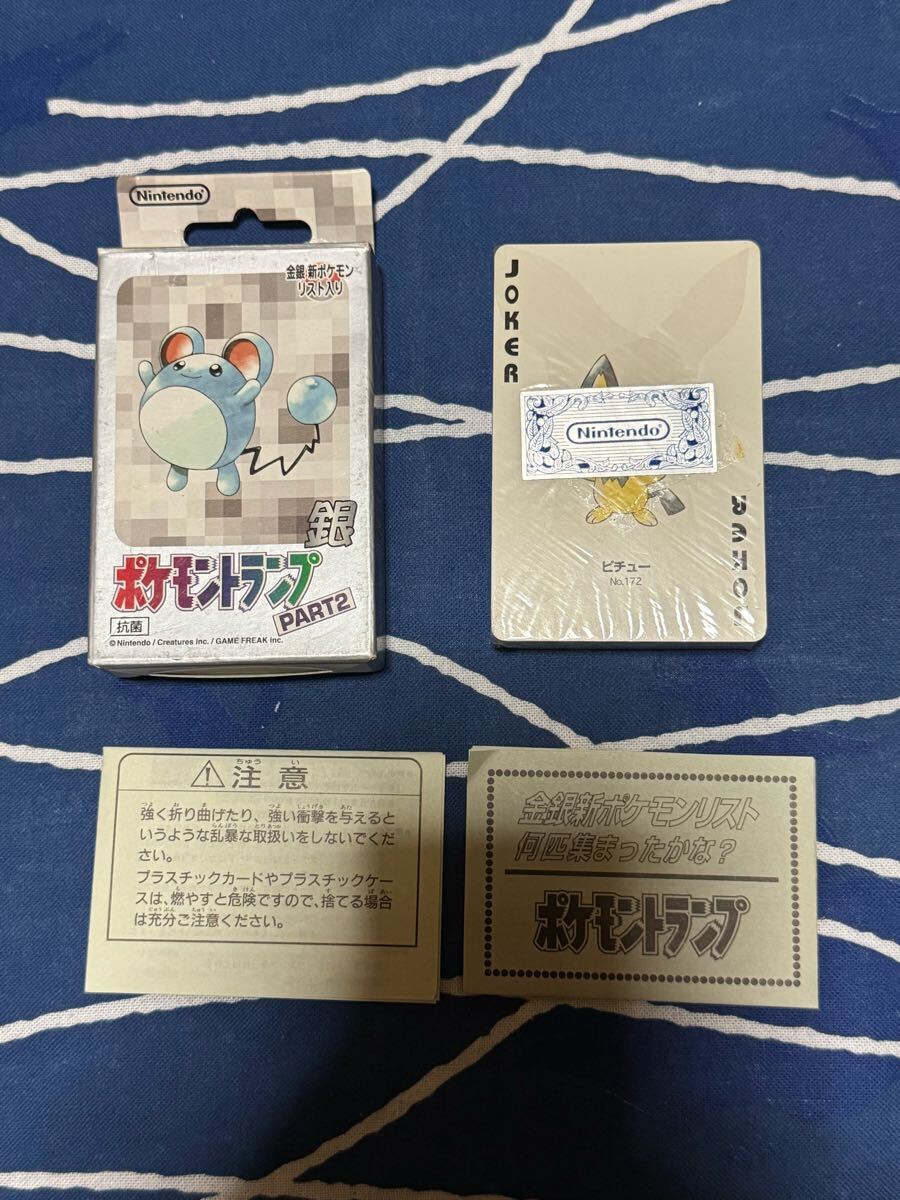 Nintendo
金銀 新ポケモン
リスト入り
銀
ポケモントランプ
PART2
抗菌
©Nintendo / Creatures inc. / GAME FREAK inc.
JOKER
Nintendo
ピチュー
No.172
JOKER
注意
ちゅうい
強く折り曲げたり、強い衝撃を与えると
いうような乱暴な取扱いをしないでくだ
さい。
プラスチックカードやプラスチックケー
スは、燃やすと危険ですので、捨てる場合
は充分ご注意ください。
金銀新ポケモンリスト
何匹集まったかな?
ポケモントランプ